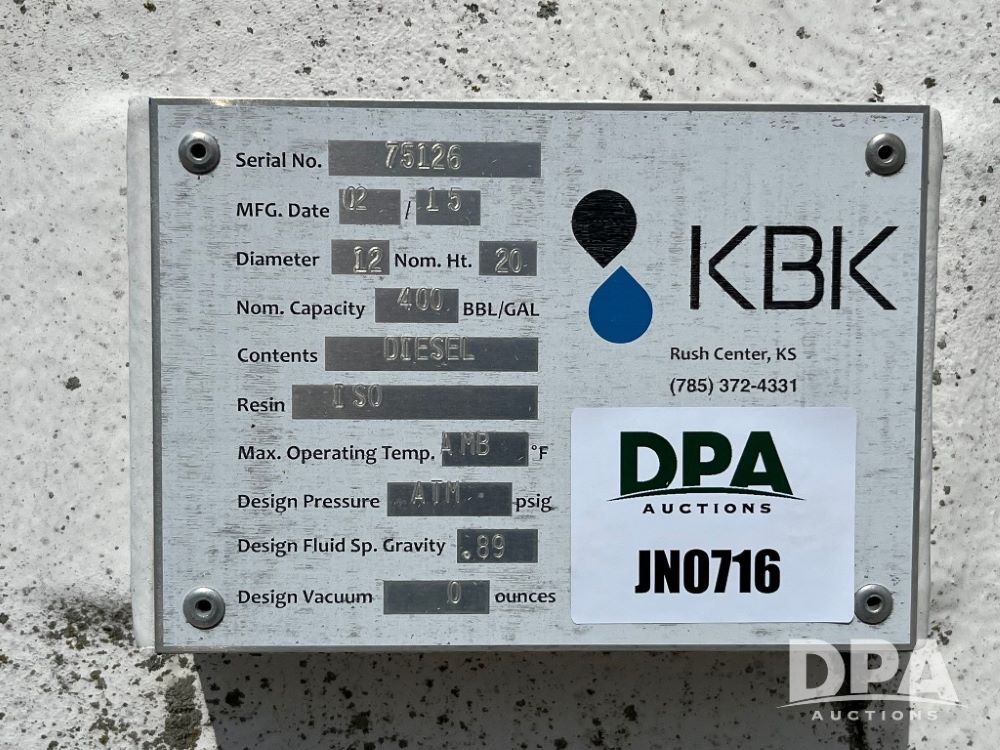 Serial No. 75126
MFG. Date 02 / 15
Diameter 12 Nom. Ht. 20
Nom. Capacity 400 BBL/GAL
Contents DIESEL
Resin ISO
Max. Operating Temp. AMB °F
Design Pressure ATM psig
Design Fluid Sp. Gravity .89
Design Vacuum 0 ounces
KBK
Rush Center, KS
(785) 372-4331
DPA
AUCTIONS
JN0716
DPA
AUCTIONS